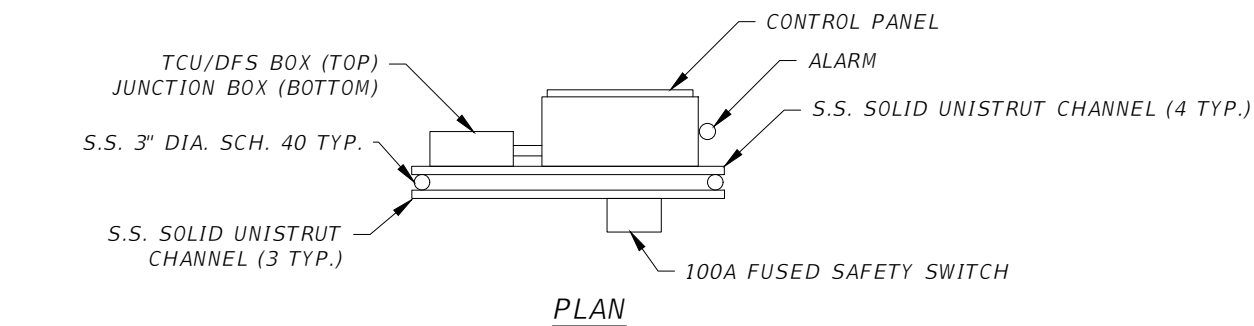 CONTROL PANEL
TCU/DFS BOX (TOP)
JUNCTION BOX (BOTTOM)
ALARM
S.S. SOLID UNISTRUT CHANNEL (4 TYP.)
S.S. 3" DIA. SCH. 40 TYP.
S.S. SOLID UNISTRUT
CHANNEL (3 TYP.)
100A FUSED SAFETY SWITCH
PLAN